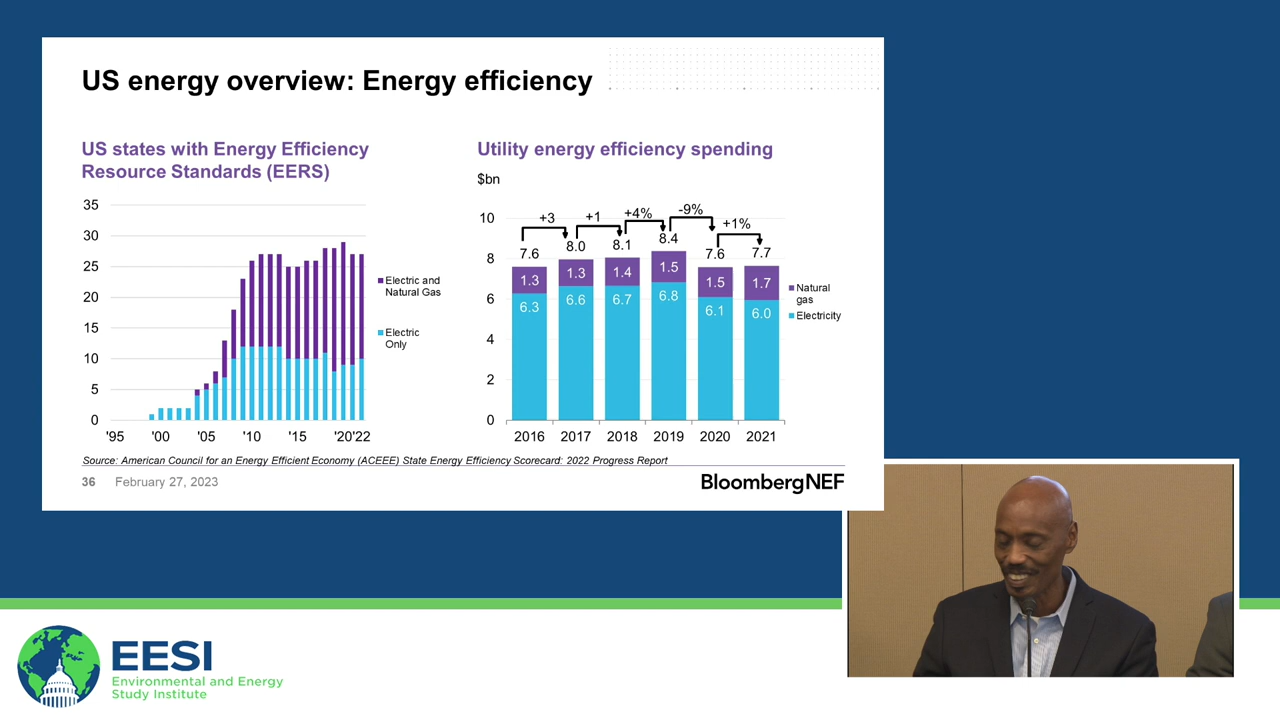 US energy overview: Energy efficiency
US states with Energy Efficiency
Resource Standards (EERS)
35
30
25
20
15
10
5
0
'95
'00
'05
'10
'15
'20'22
Electric and
Natural Gas
Electric
Only
Utility energy efficiency spending
$bn
10
8
6
4
2
0
+3
+1
+4%
-9%
+1%
7.6
8.0
8.1
8.4
7.6
7.7
1.3
1.3
1.4
1.5
1.5
1.7
6.3
6.6
6.7
6.8
6.1
6.0
2016
2017
2018
2019
2020
2021
Natural
gas
Electricity
Source: American Council for an Energy Efficient Economy (ACEEE) State Energy Efficiency Scorecard: 2022 Progress Report
36 February 27, 2023
BloombergNEF
EESI
Environmental and Energy
Study Institute